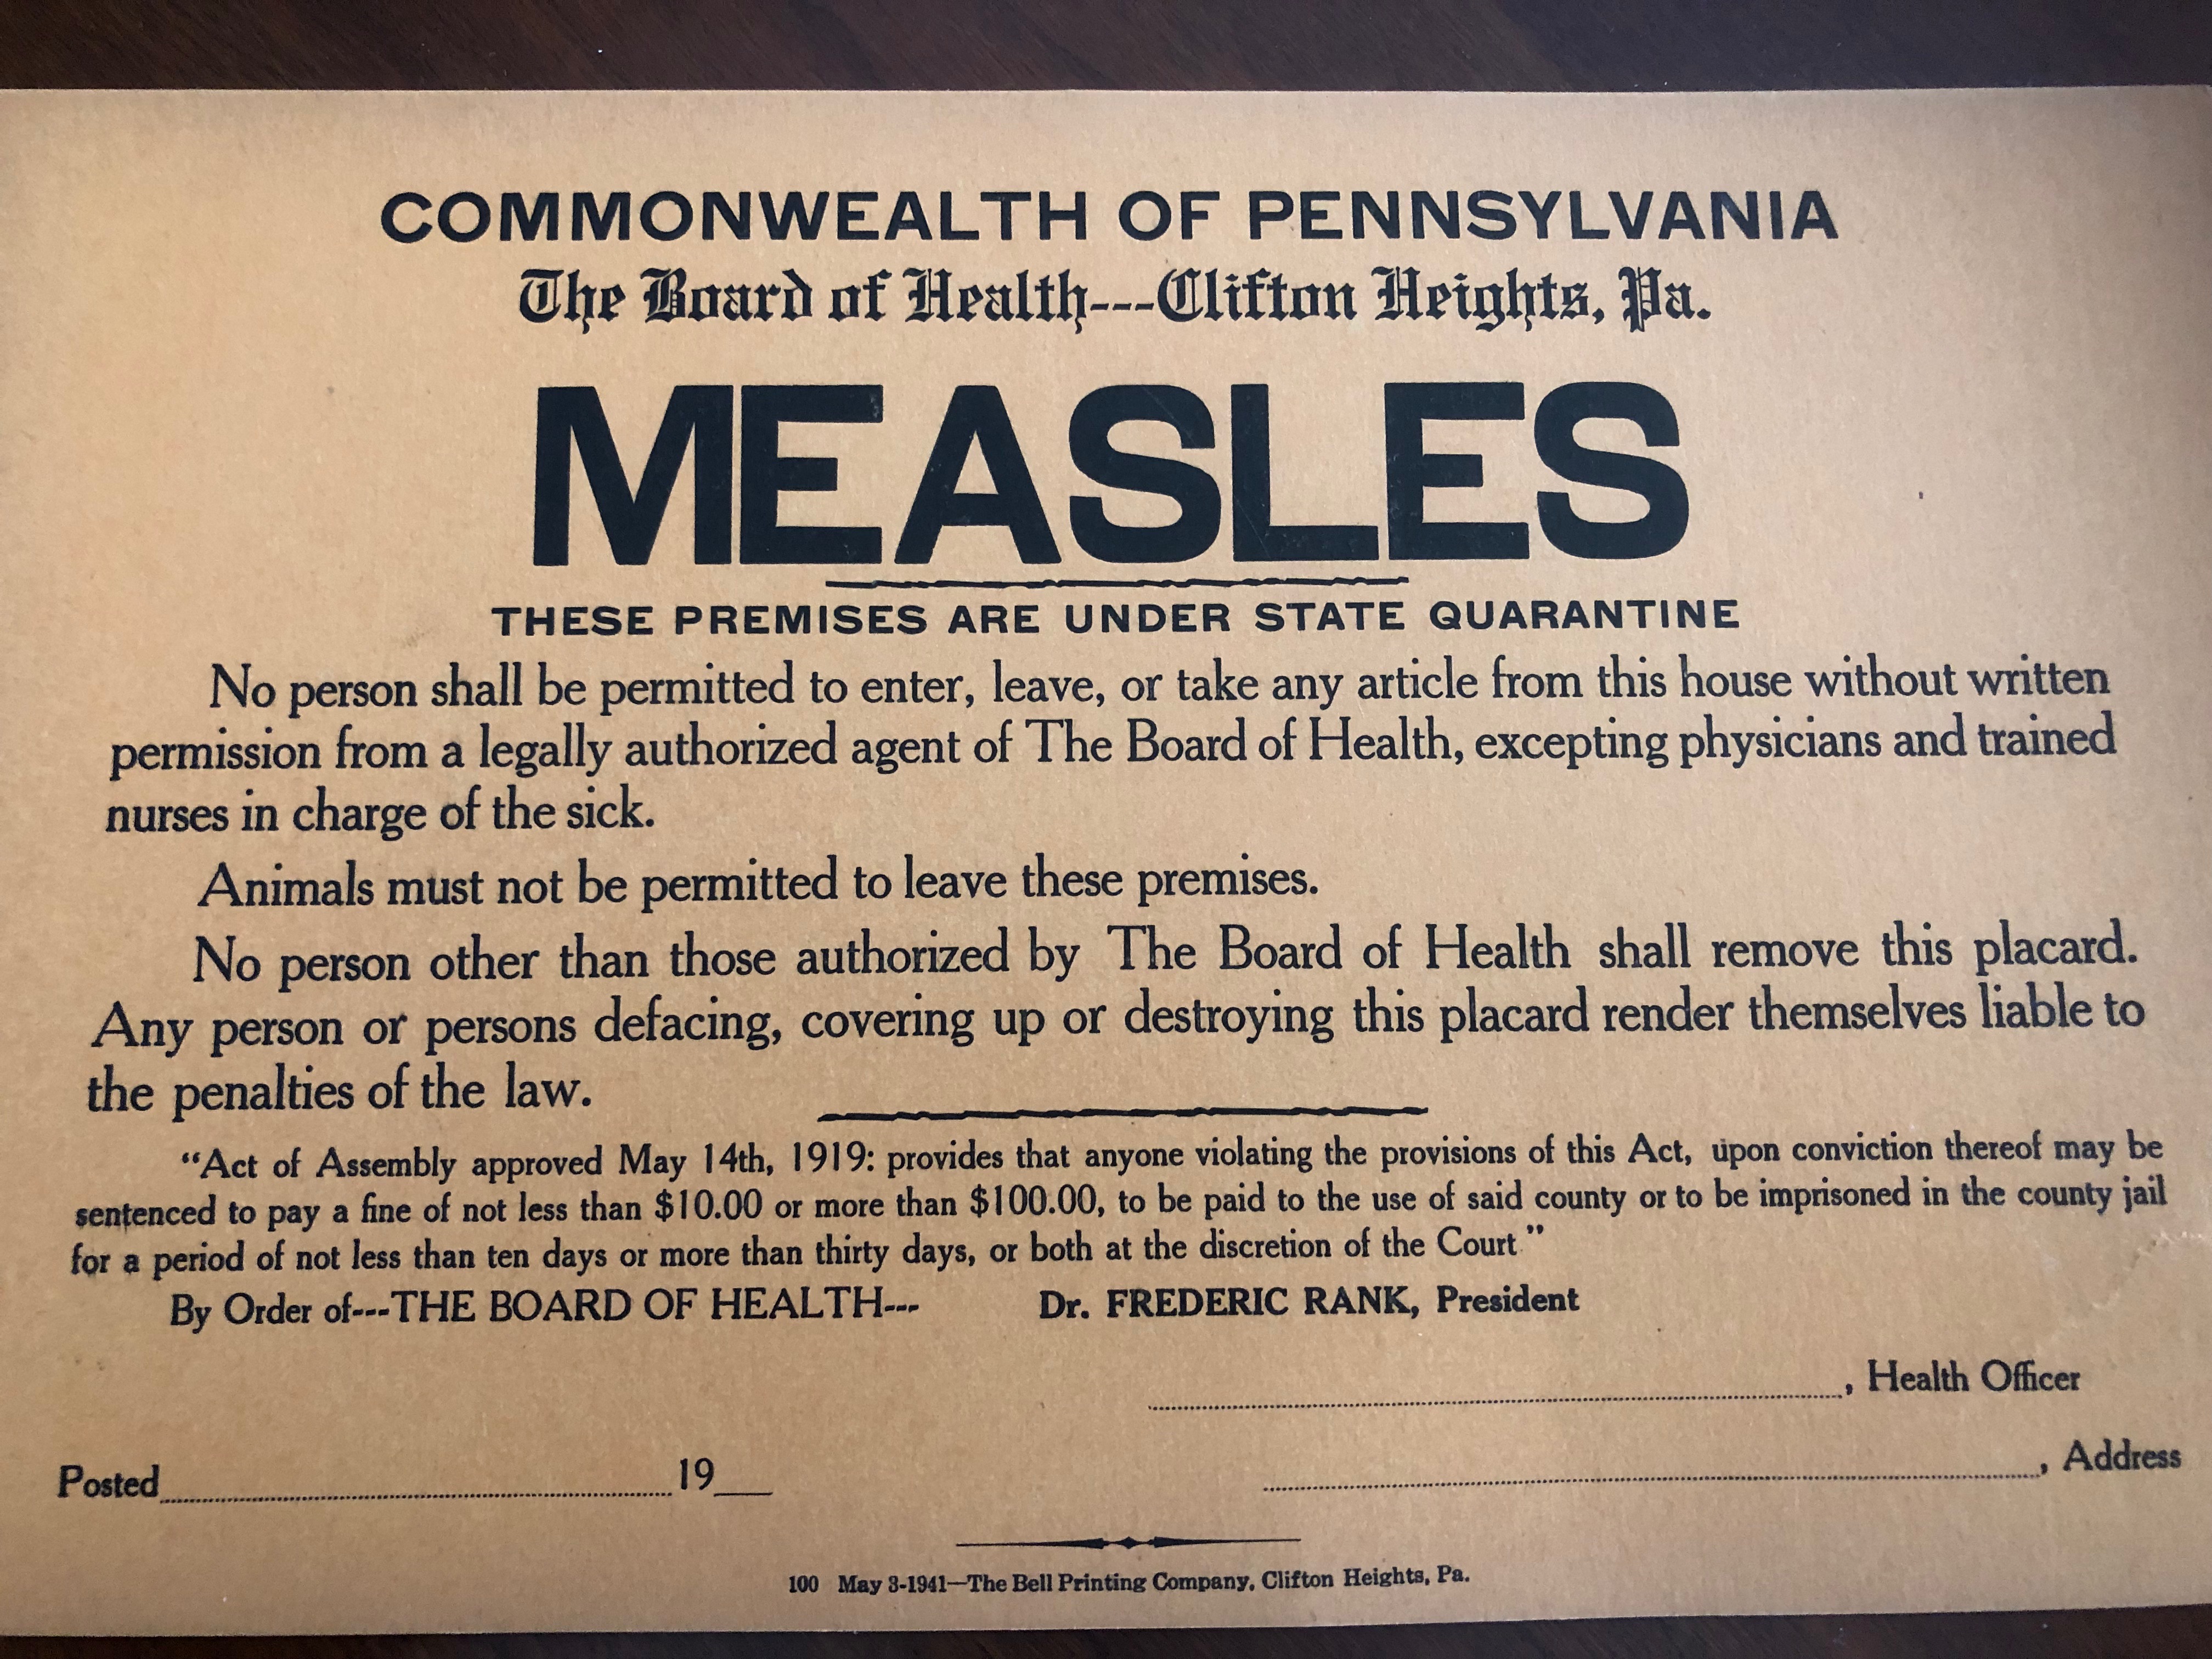 COMMONWEALTH OF PENNSYLVANIA
The Board of Health---Clifton Heights, Pa.
MEASLES
THESE PREMISES ARE UNDER STATE QUARANTINE
No person shall be permitted to enter, leave, or take any article from this house without written
permission from a legally authorized agent of The Board of Health, excepting physicians and trained
nurses in charge of the sick.
Animals must not be permitted to leave these premises.
No person other than those authorized by The Board of Health shall remove this placard.
Any person or persons defacing, covering up or destroying this placard render themselves liable to
the penalties of the law.
“Act of Assembly approved May 14th, 1919: provides that anyone violating the provisions of this Act, upon conviction thereof may be
sentenced to pay a fine of not less than $10.00 or more than $100.00, to be paid to the use of said county or to be imprisoned in the county jail
for a period of not less than ten days or more than thirty days, or both at the discretion of the Court.”
By Order of---THE BOARD OF HEALTH--- Dr. FREDERIC RANK, President
, Health Officer
Posted 19__ , Address
100 May 3-1941—The Bell Printing Company, Clifton Heights, Pa.